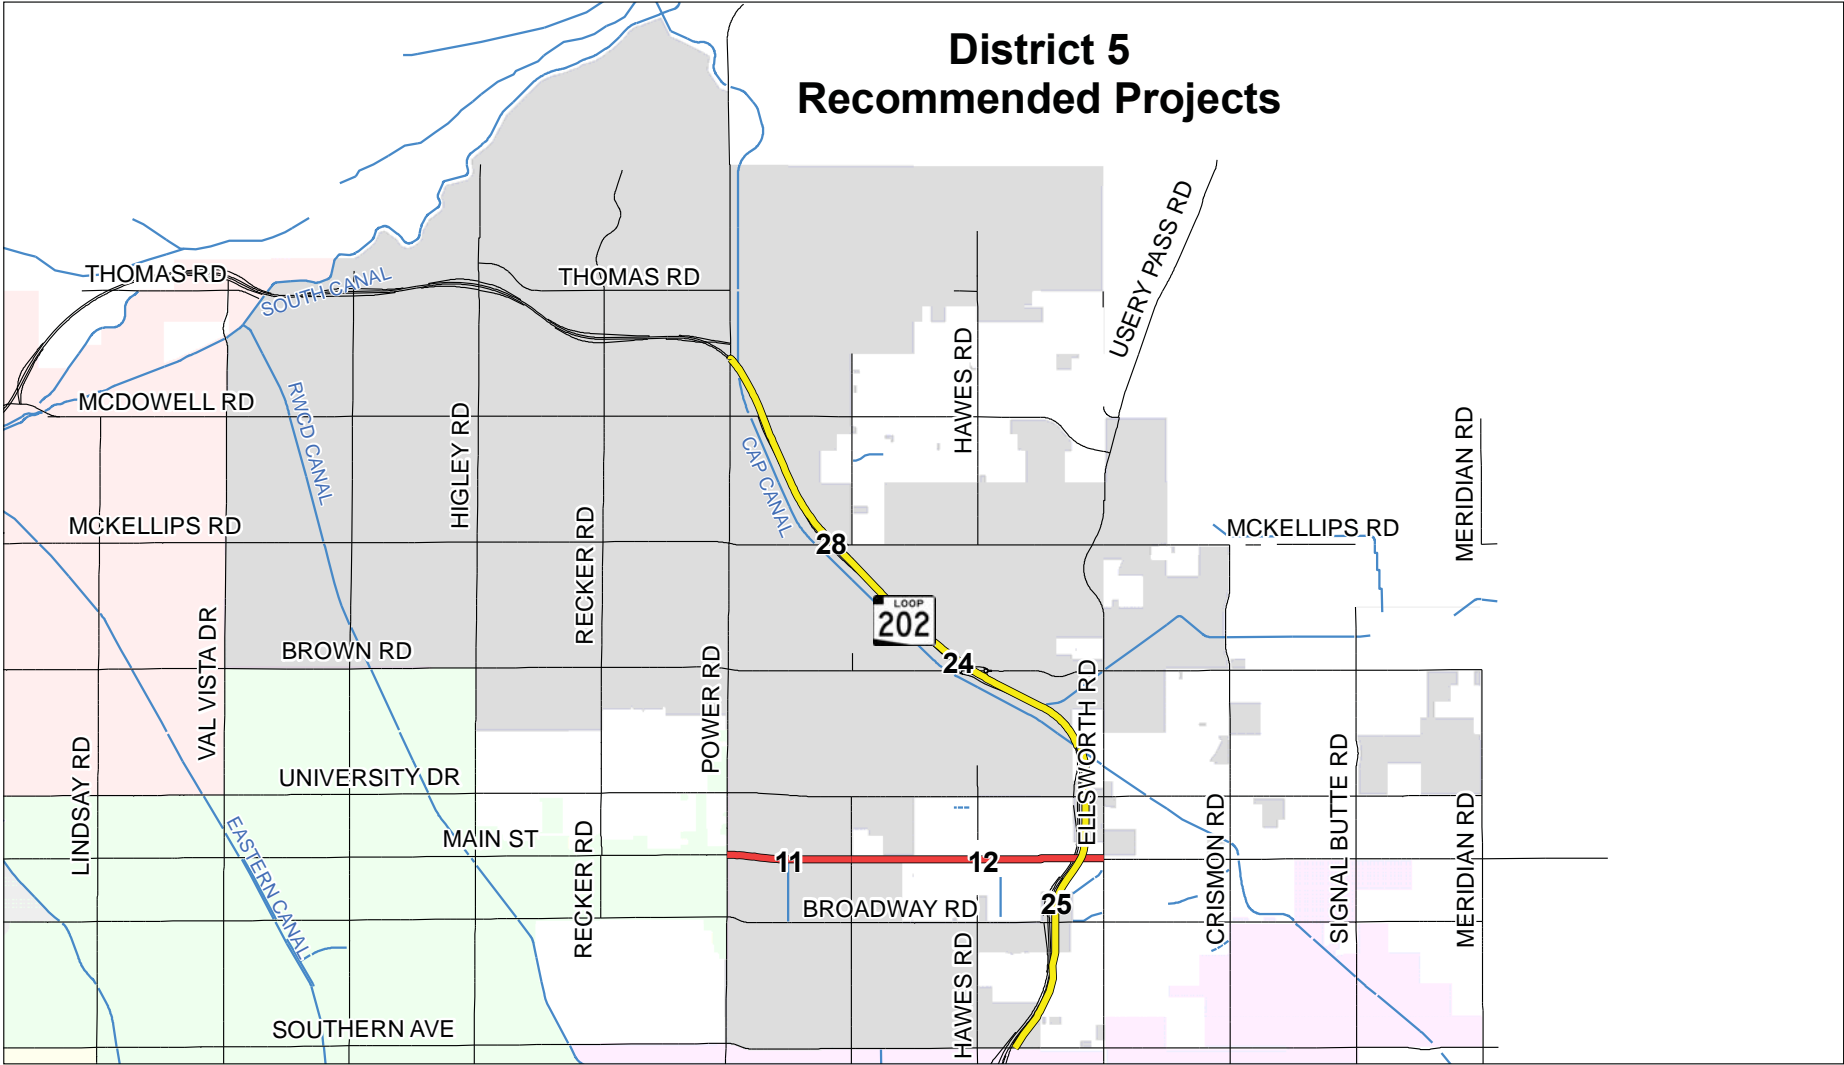 District 5
Recommended Projects
USERY PASS RD
THOMAS RD
SOUTH CANAL
THOMAS RD
HAWES RD
MCDOWELL RD
RWCD CANAL
HIGLEY RD
CAP CANAL
MERIDIAN RD
MCKELLIPS RD
RECKER RD
28
MCKELLIPS RD
LOOP
202
VAL VISTA DR
BROWN RD
POWER RD
24
ELLSWORTH RD
LINDSAY RD
UNIVERSITY DR
SIGNAL BUTTE RD
MERIDIAN RD
CRISMON RD
EASTERN CANAL
MAIN ST
RECKER RD
11
12
BROADWAY RD
25
HAWES RD
SOUTHERN AVE